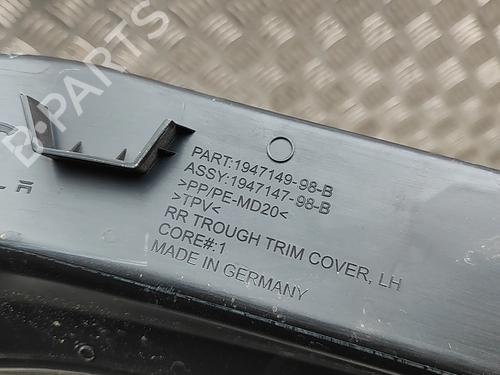 B-PARTS
PART:1947149-98-B
ASSY:1947147-98-B
>PP/PE-MD20<
>TPV<
RR TROUGH TRIM COVER, LH
CORE#:1
MADE IN GERMANY